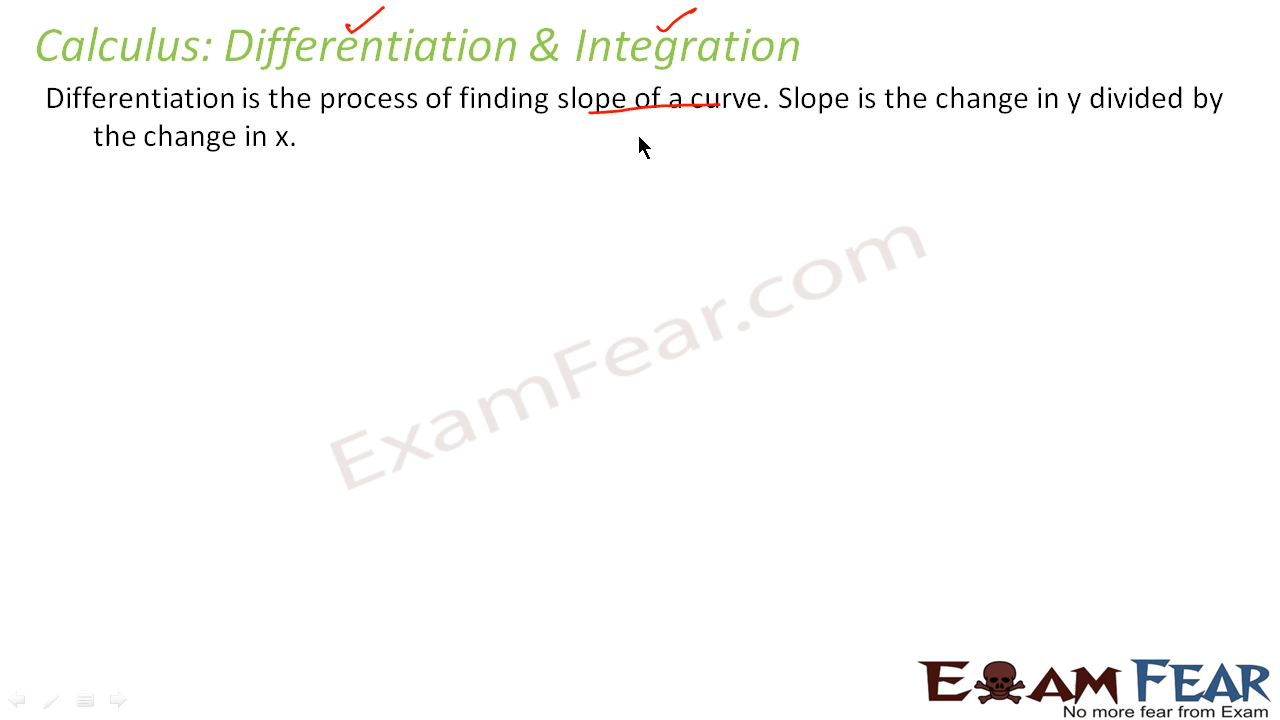 Calculus: Differentiation & Integration
Differentiation is the process of finding slope of a curve. Slope is the change in y divided by
the change in x.
ExamFear.com
EXAM FEAR
No more fear from Exam